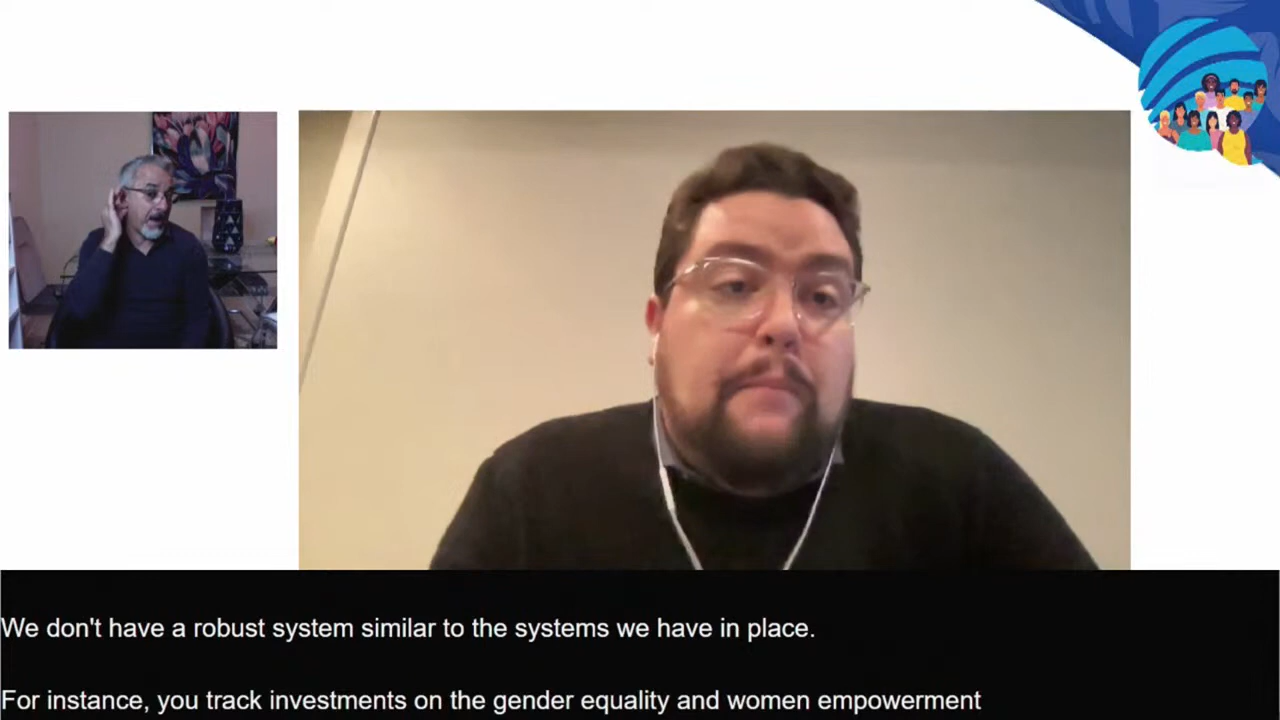 We don't have a robust system similar to the systems we have in place.
For instance, you track investments on the gender equality and women empowerment